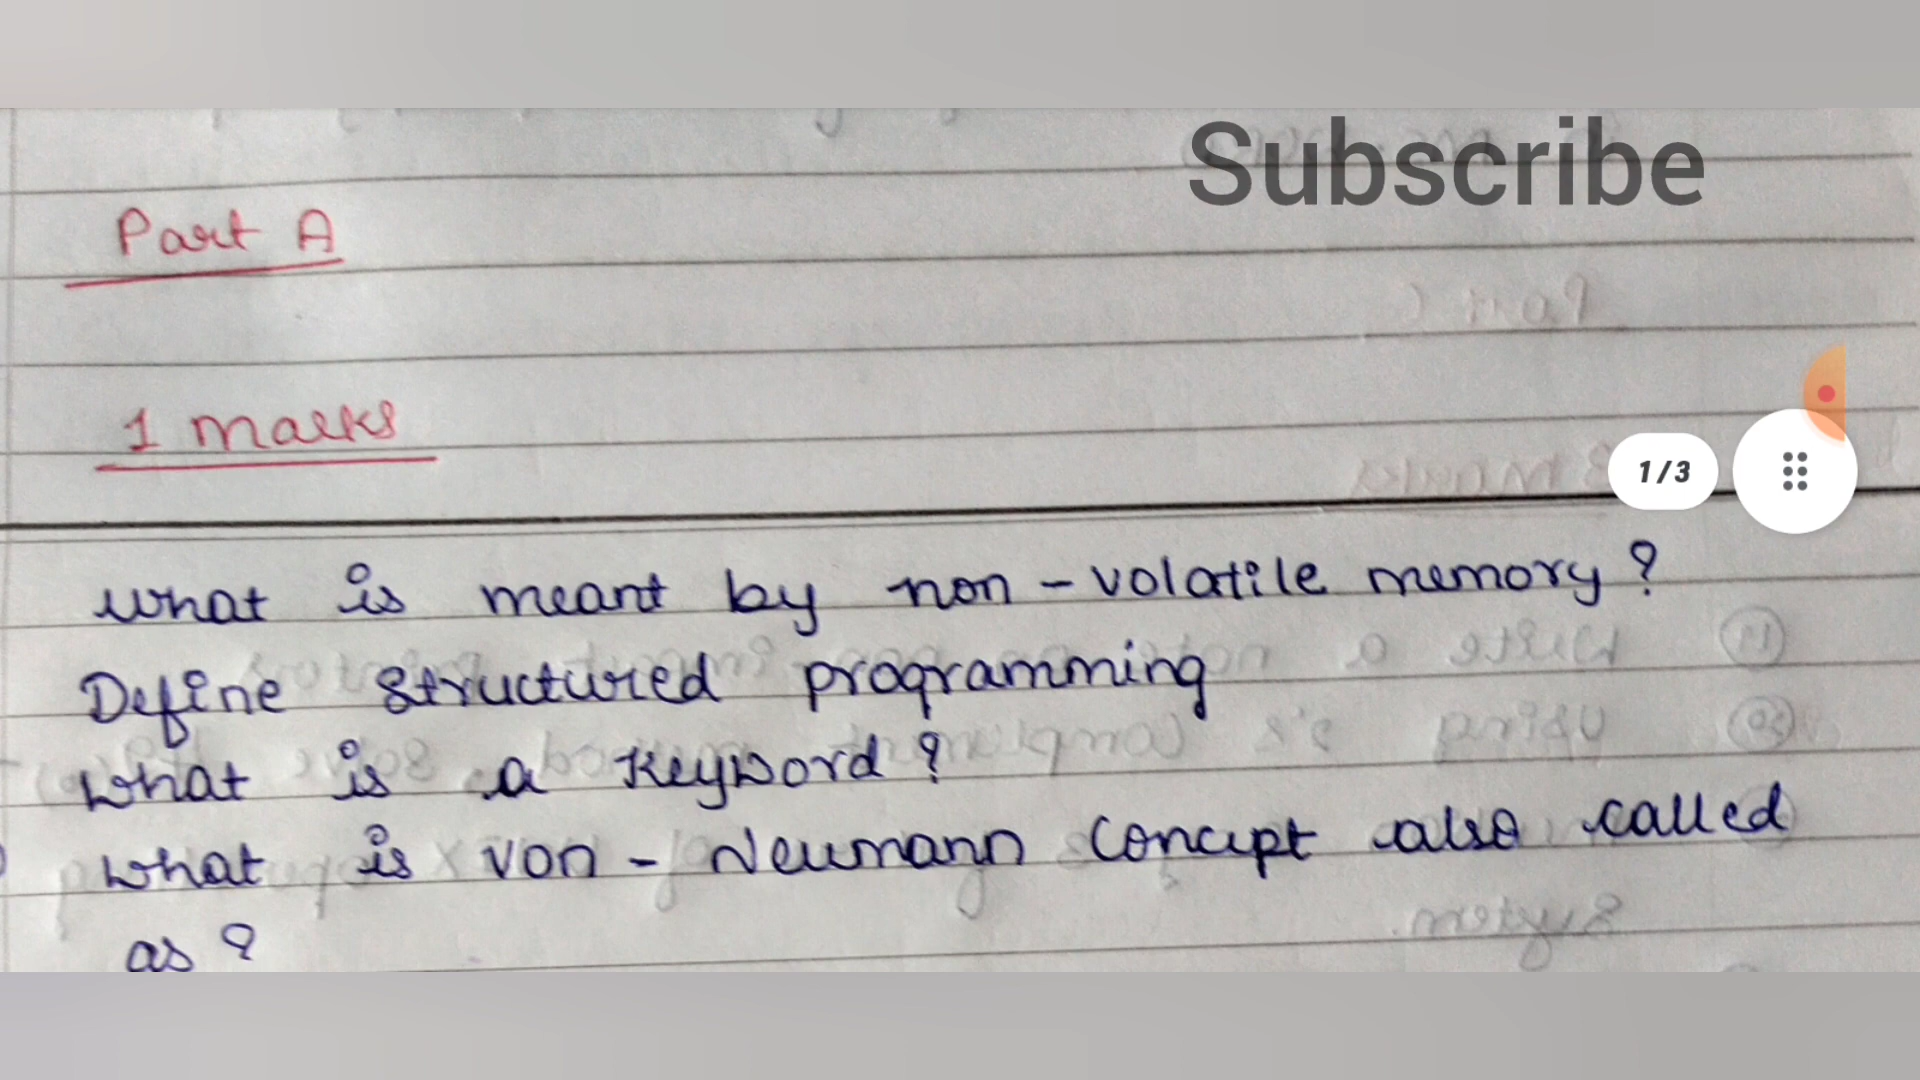 Subscribe
Part A
1 marks
1/3
what is meant by non-volatile memory?
Define structured programming
what is a keyword?
what is von-Neumann concept also called
as?